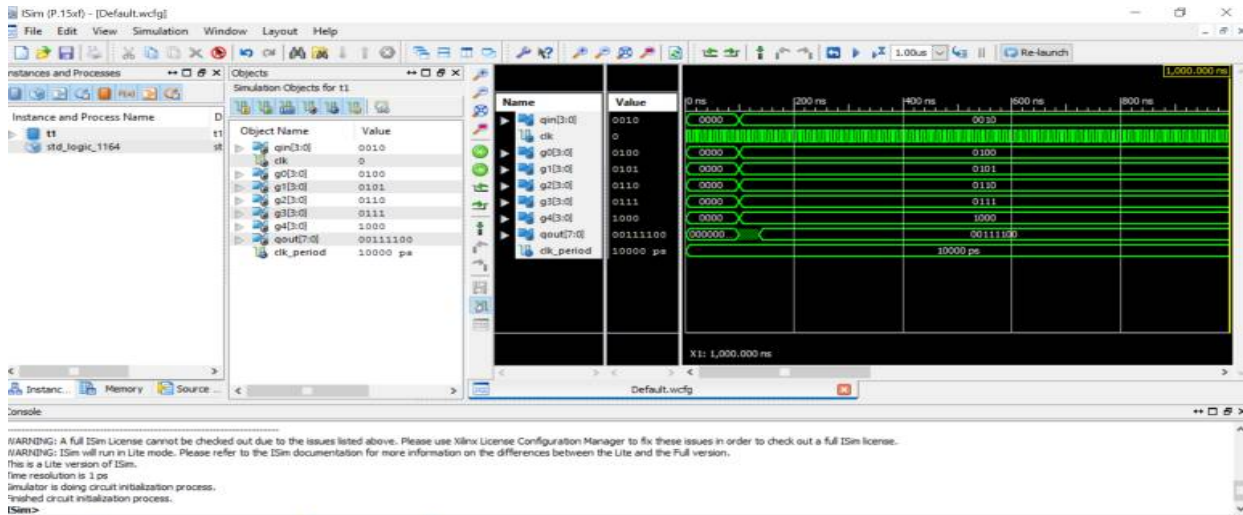 ISim (P.15xf) - [Default.wcfg]
File Edit View Simulation Window Layout Help
1.00us Re-launch
nstances and Processes
Instance and Process Name D
t1 t1
std_logic_1164 st
Instanc... Memory Source ...
Objects
Simulation Objects for t1
Object Name Value
qin[3:0] 0010
clk 0
g0[3:0] 0100
g1[3:0] 0101
g2[3:0] 0110
g3[3:0] 0111
g4[3:0] 1000
qout[7:0] 00111100
clk_period 10000 ps
1,000.000 ns
Name Value 0 ns 200 ns 400 ns 600 ns 800 ns
qin[3:0] 0010 0000 0010
clk 0
g0[3:0] 0100 0000 0100
g1[3:0] 0101 0000 0101
g2[3:0] 0110 0000 0110
g3[3:0] 0111 0000 0111
g4[3:0] 1000 0000 1000
qout[7:0] 00111100 000000... 00111100
clk_period 10000 ps 10000 ps
X1: 1,000.000 ns
Default.wcfg
Console
WARNING: A full ISim License cannot be checked out due to the issues listed above. Please use Xilinx License Configuration Manager to fix these issues in order to check out a full ISim license.
WARNING: ISim will run in Lite mode. Please refer to the ISim documentation for more information on the differences between the Lite and the Full version.
This is a Lite version of ISim.
Time resolution is 1 ps
Simulator is doing circuit initialization process.
Finished circuit initialization process.
ISim>